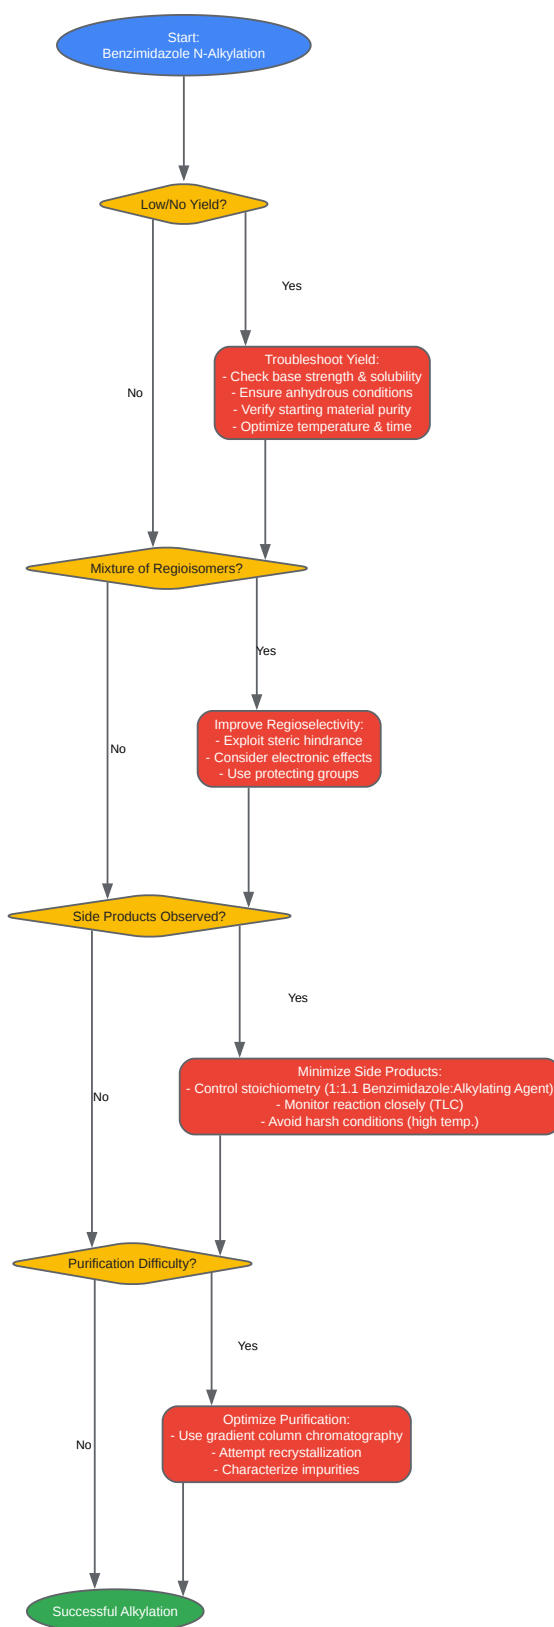 Start:
Benzimidazole N-Alkylation
Low/No Yield?
Yes
Troubleshoot Yield:
- Check base strength & solubility
- Ensure anhydrous conditions
- Verify starting material purity
- Optimize temperature & time
No
Mixture of Regioisomers?
Yes
Improve Regioselectivity:
- Exploit steric hindrance
- Consider electronic effects
- Use protecting groups
No
Side Products Observed?
Yes
Minimize Side Products:
- Control stoichiometry (1:1.1 Benzimidazole:Alkylating Agent)
- Monitor reaction closely (TLC)
- Avoid harsh conditions (high temp.)
No
Purification Difficulty?
Yes
Optimize Purification:
- Use gradient column chromatography
- Attempt recrystallization
- Characterize impurities
No
Successful Alkylation